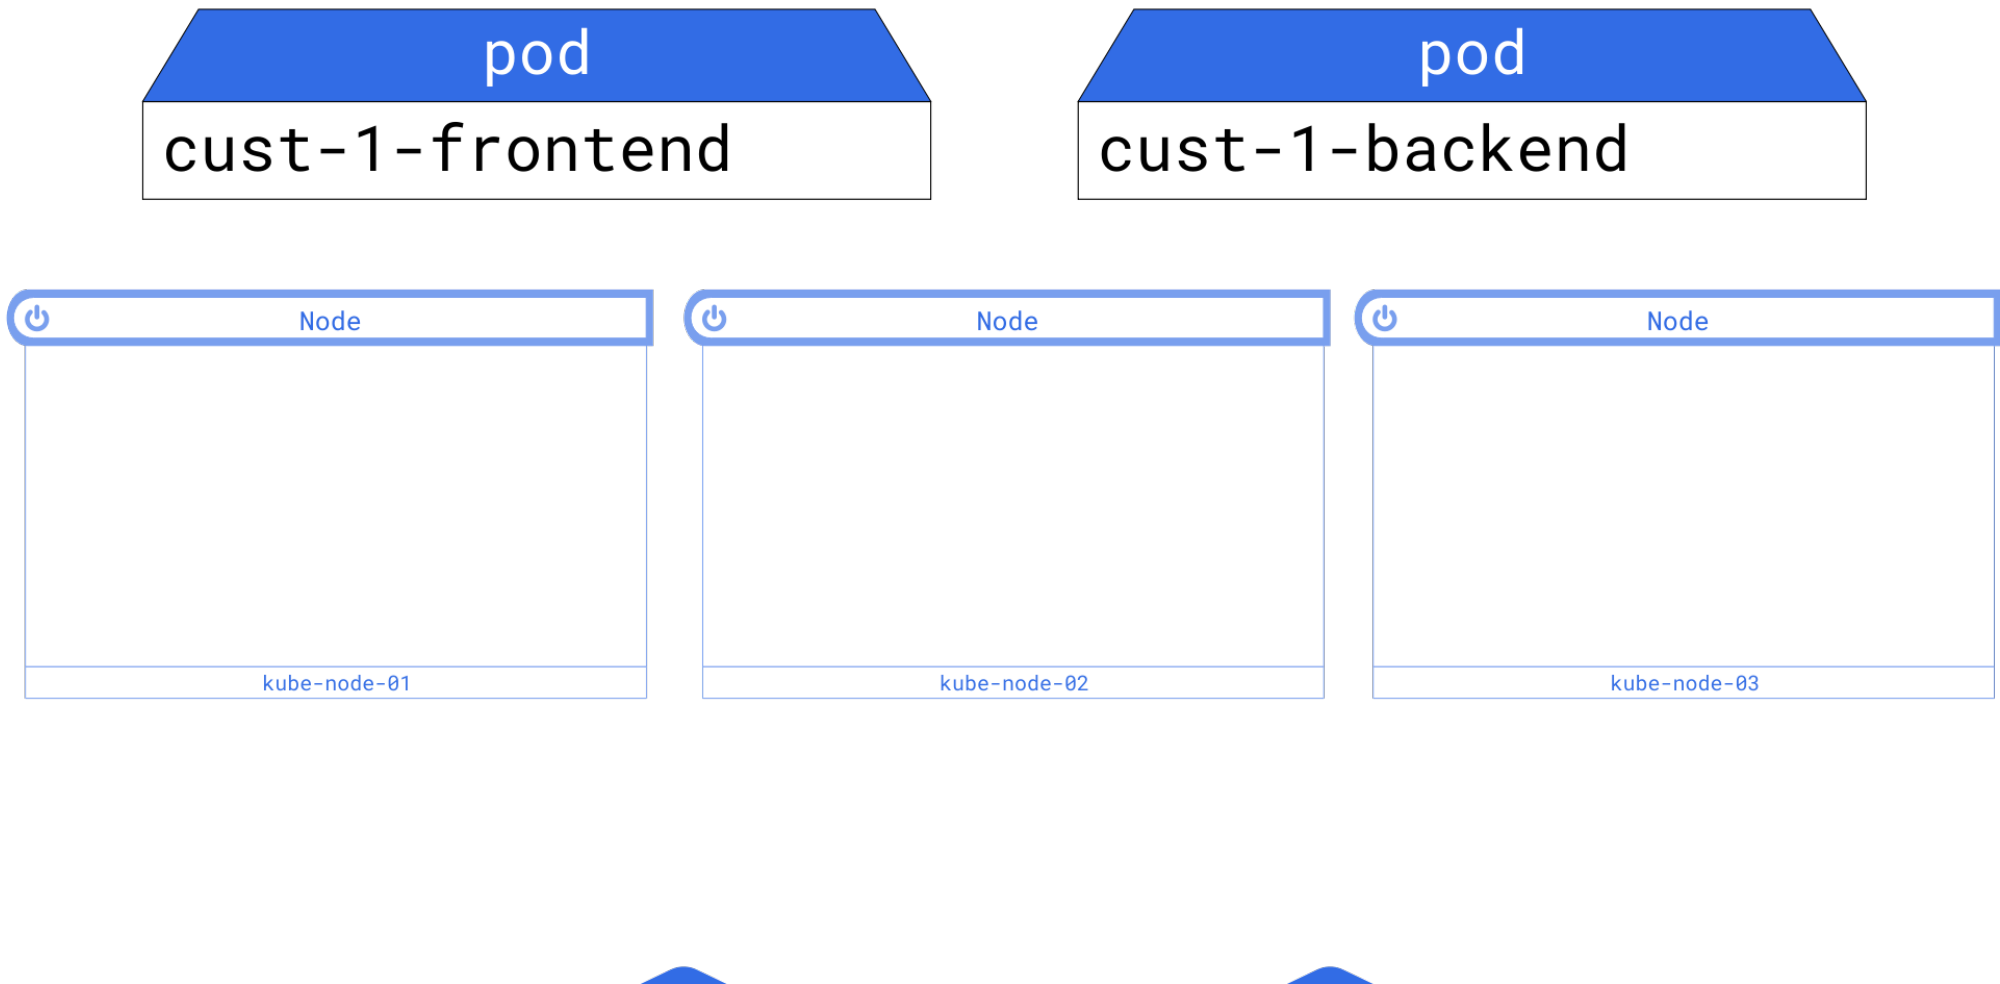 pod
pod
cust-1-frontend
cust-1-backend
Node
Node
Node
kube-node-01
kube-node-02
kube-node-03